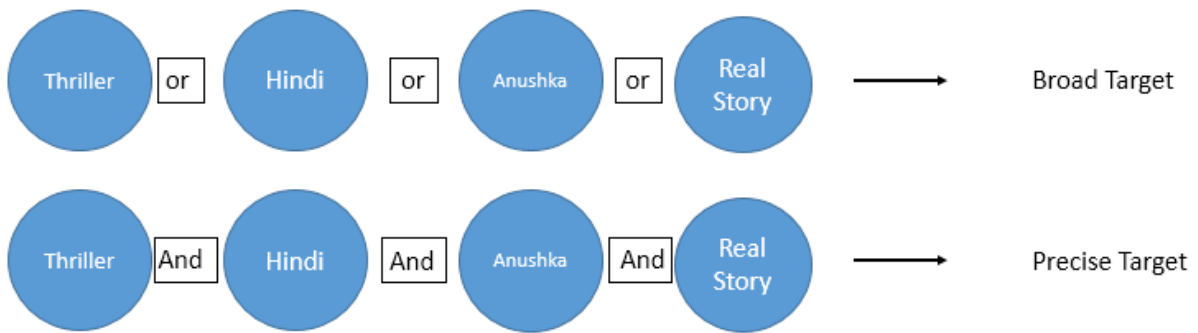 Thriller or Hindi or Anushka or Real Story Broad Target
Thriller And Hindi And Anushka And Real Story Precise Target